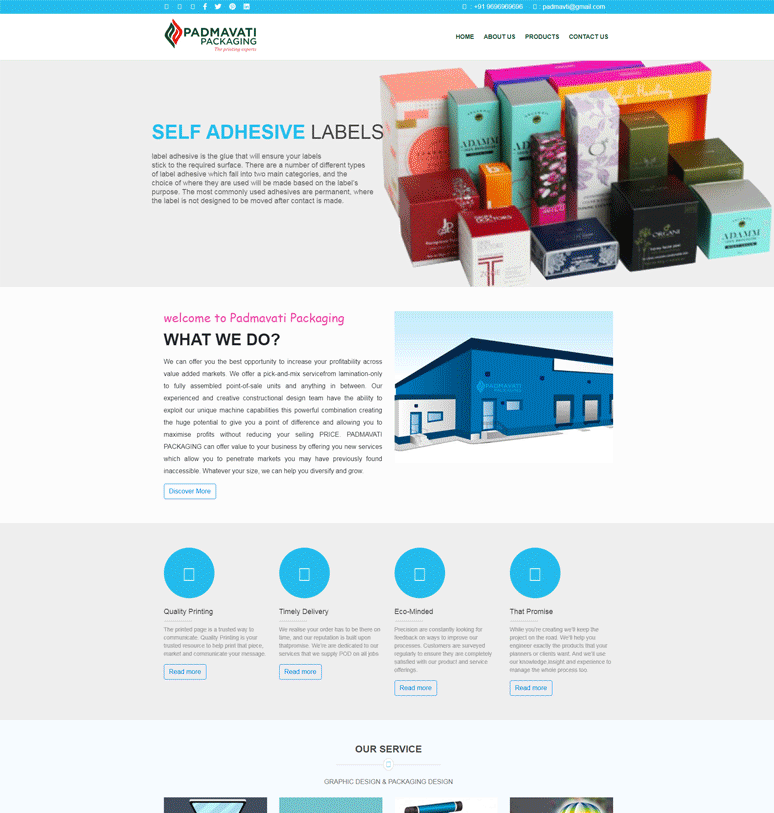 : +91 9696969696 : padmavti@gmail.com
PADMAVATI
PACKAGING
The printing experts
HOME ABOUT US PRODUCTS CONTACT US
SELF ADHESIVE LABELS
label adhesive is the glue that will ensure your labels
stick to the required surface. There are a number of different types
of label adhesive which fall into two main categories, and the
choice of where they are used will be made based on the label's
purpose. The most commonly used adhesives are permanent, where
the label is not designed to be moved after contact is made.
ADAMM
ADAMM
ORGANI
welcome to Padmavati Packaging
WHAT WE DO?
We can offer you the best opportunity to increase your profitability across
value added markets. We offer a pick-and-mix servicefrom lamination-only
to fully assembled point-of-sale units and anything in between. Our
experienced and creative constructional design team have the ability to
exploit our unique machine capabilities this powerful combination creating
the huge potential to give you a point of difference and allowing you to
maximise profits without reducing your selling PRICE. PADMAVATI
PACKAGING can offer value to your business by offering you new services
which allow you to penetrate markets you may have previously found
inaccessible. Whatever your size, we can help you diversify and grow.
Discover More
PADMAVATI
PACKAGING
Quality Printing
The printed page is a trusted way to
communicate. Quality Printing is your
trusted resource to help print that piece,
market and communicate your message.
Read more
Timely Delivery
We realise your order has to be there on
time, and our reputation is built upon
thatpromise. We're are dedicated to our
services that we supply POD on all jobs
Read more
Eco-Minded
Precision are constantly looking for
feedback on ways to improve our
processes. Customers are surveyed
regularly to ensure they are completely
satisfied with our product and service
offerings.
Read more
That Promise
While you're creating we'll keep the
project on the road. We'll help you
engineer exactly the products that your
planners or clients want. And we'll use
our knowledge insight and experience to
manage the whole process too.
Read more
OUR SERVICE
GRAPHIC DESIGN & PACKAGING DESIGN